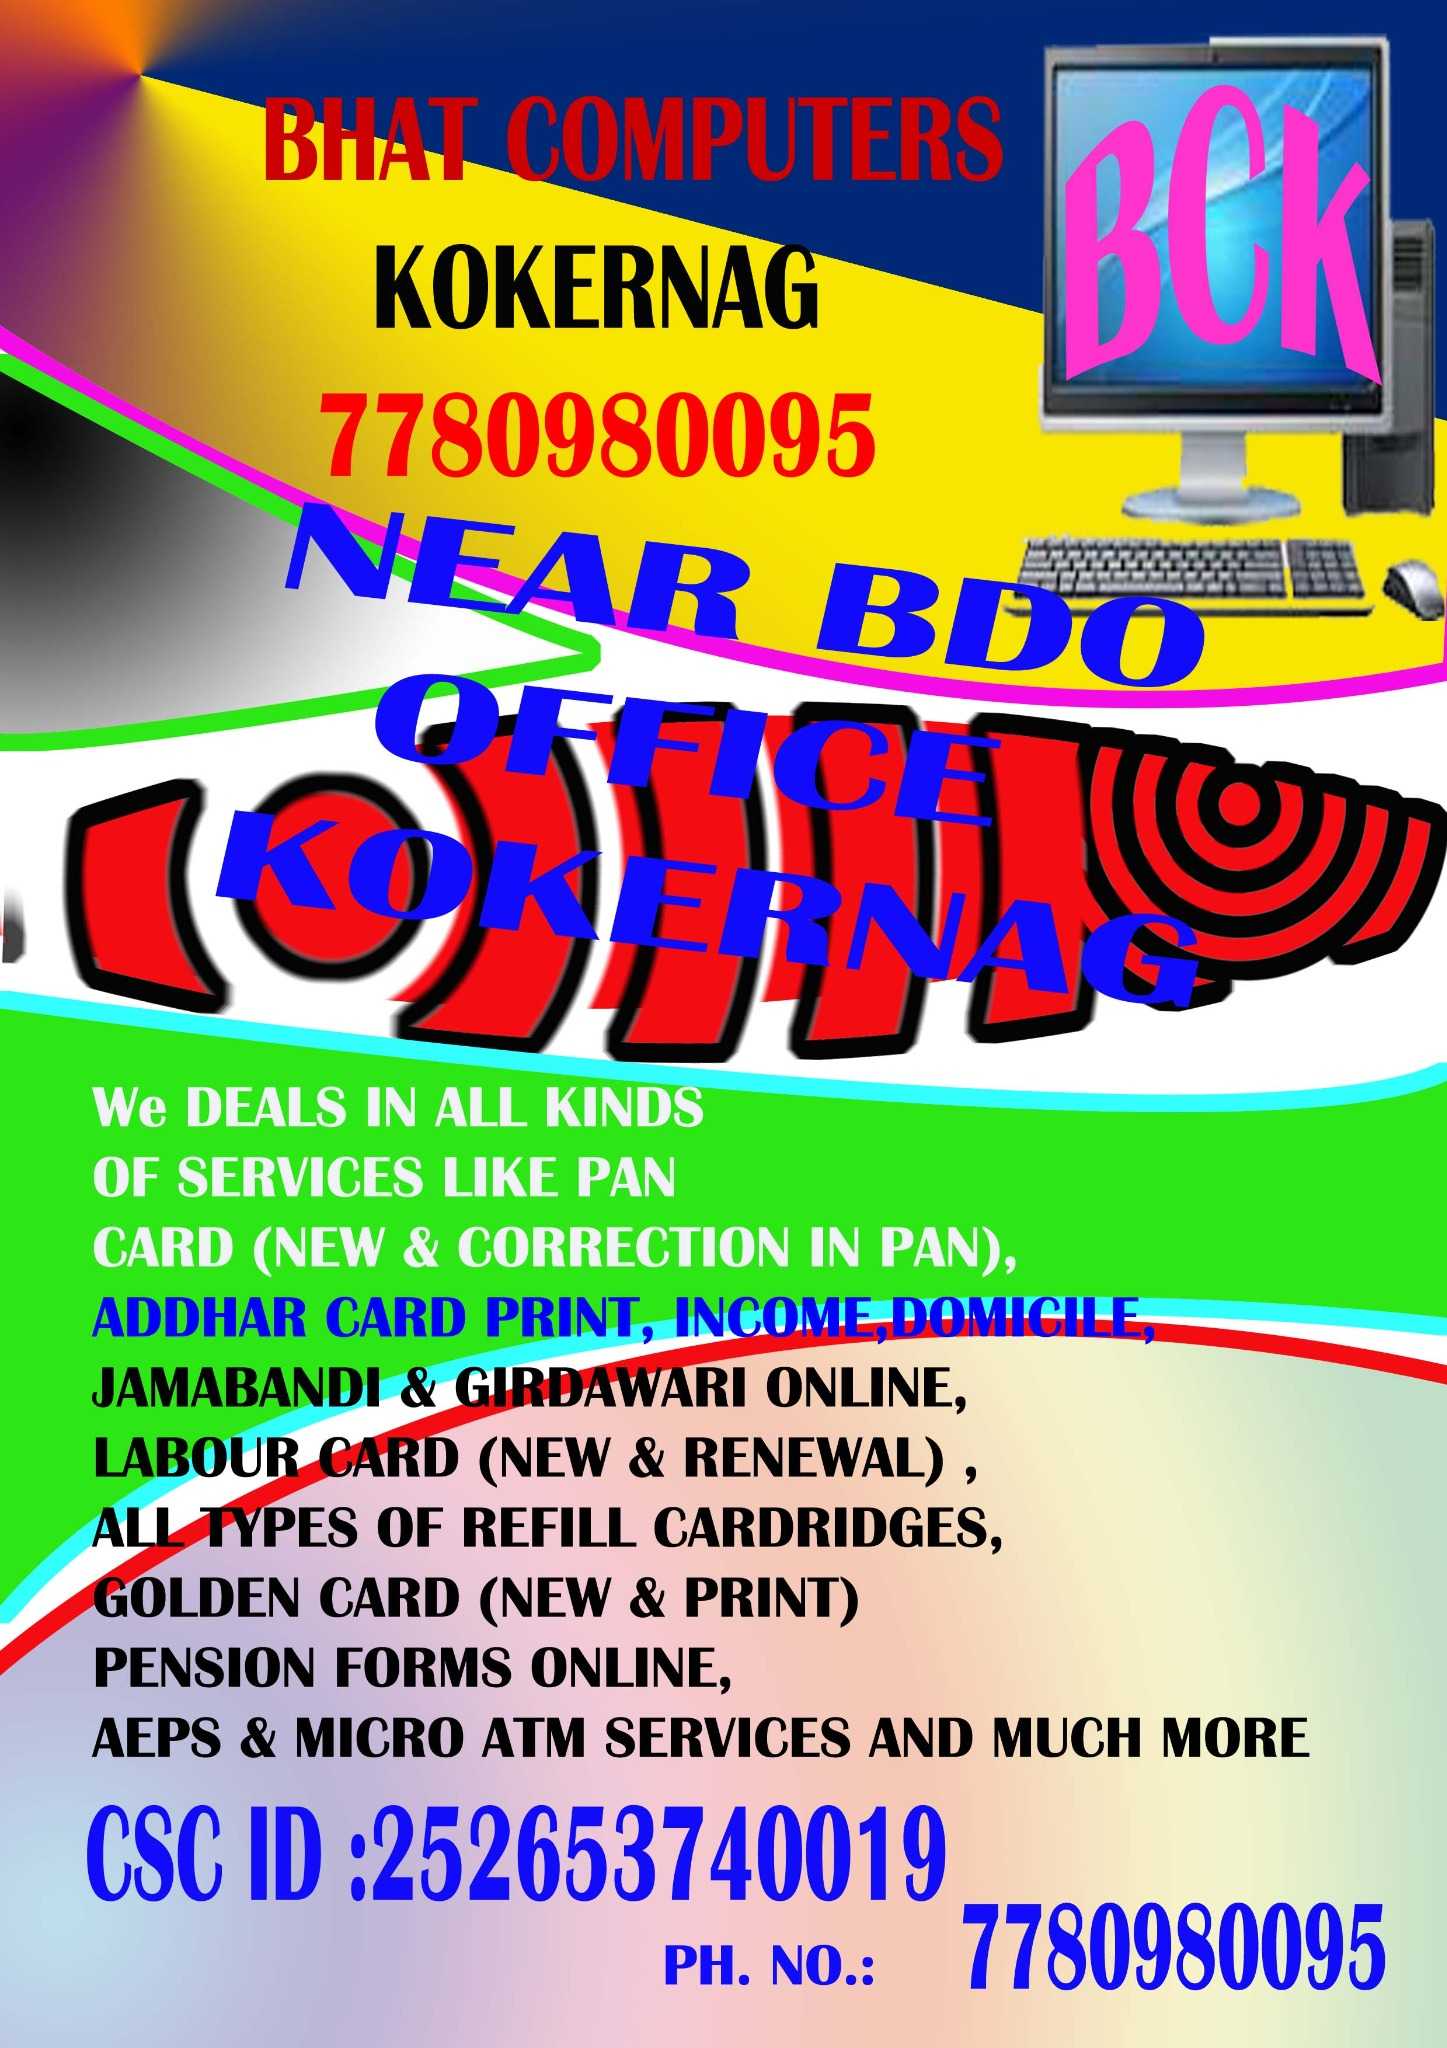 BHAT COMPUTERS
BCK
KOKERNAG
7780980095
NEAR BDO
OFFICE
KOKERNAG
We DEALS IN ALL KINDS
OF SERVICES LIKE PAN
CARD (NEW & CORRECTION IN PAN),
ADDHAR CARD PRINT, INCOME,DOMICILE,
JAMABANDI & GIRDAWARI ONLINE,
LABOUR CARD (NEW & RENEWAL) ,
ALL TYPES OF REFILL CARDRIDGES,
GOLDEN CARD (NEW & PRINT)
PENSION FORMS ONLINE,
AEPS & MICRO ATM SERVICES AND MUCH MORE
CSC ID :252653740019
PH. NO.: 7780980095